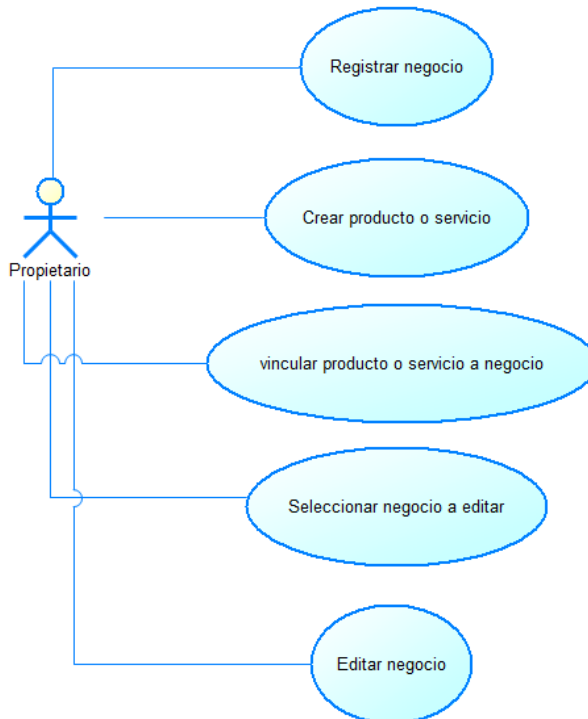 Registrar negocio
Crear producto o servicio
Propietario
vincular producto o servicio a negocio
Seleccionar negocio a editar
Editar negocio